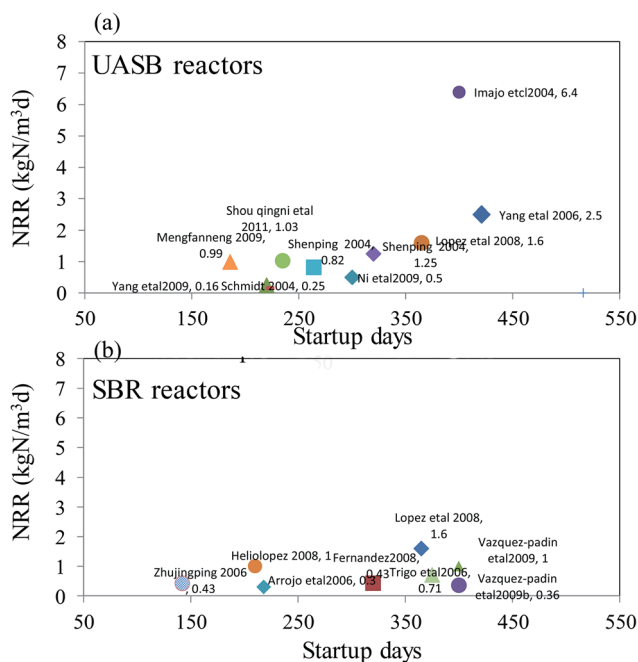 (a)
UASB reactors
8
7
6
5
4
3
2
1
0
NRR (kgN/m³d)
Imajo etcl2004, 6.4
Yang etal 2006, 2.5
Shou qingni etal
2011, 1.03
Mengfanneng 2009,
0.99
Shenping 2004,
0.82
Shenping 2004,
1.25
Lopez etal 2008, 1.6
Ni etal2009, 0.5
Yang etal2009, 0.16
Schmidt 2004, 0.25
50
150
250
350
450
550
Startup days
(b)
SBR reactors
8
7
6
5
4
3
2
1
0
NRR (kgN/m³d)
Lopez etal 2008,
1.6
Vazquez-padin
etal2009, 1
Heliolopez 2008, 1
Fernandez2008,
0.43
Zhujingping 2006
, 0.43
Arrojo etal2006, 0.3
Trigo etal2006,
0.71
Vazquez-padin
etal2009b, 0.36
50
150
250
350
450
550
Startup days